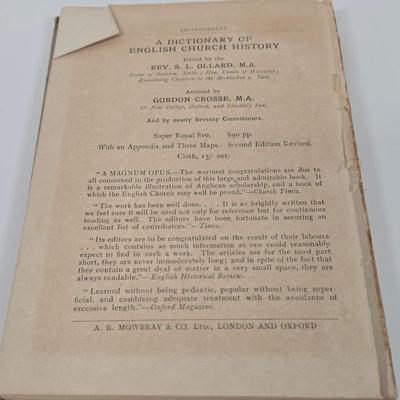 ADVERTISEMENT
A DICTIONARY OF
ENGLISH CHURCH HISTORY
Edited by the
REV. S. L. OLLARD, M.A.
Rector of Bainton, Yorks; Hon. Canon of Worcester;
Examining Chaplain to the Archbishop of York.
Assisted by
GORDON CROSSE, M.A.
Of New College, Oxford, and Lincoln's Inn.
And by nearly Seventy Contributors.
Super Royal 8vo. 690 pp.
With an Appendix and Three Maps. Second Edition Revised.
Cloth, 15/- net.
"A MAGNUM OPUS.—The warmest congratulations are due to
all concerned in the production of this large and admirable book. It
is a remarkable illustration of Anglican scholarship, and a book of
which the English Church may well be proud."—Church Times.
"The work has been well done. . . . It is so brightly written that
we feel sure it will be used not only for reference but for continuous
reading as well. The editors have been fortunate in securing an
excellent list of contributors."—Times.
"Its editors are to be congratulated on the result of their labours
. . . which contains as much information as one could reasonably
expect to find in such a work. The articles are for the most part
short, they are never immoderately long; and in spite of the fact that
they contain a great deal of matter in a very small space, they are
always readable."—English Historical Review.
"Learned without being pedantic, popular without being super-
ficial, and combining adequate treatment with the avoidance of
excessive length."—Oxford Magazine.
A. R. MOWBRAY & CO. LTD., LONDON AND OXFORD